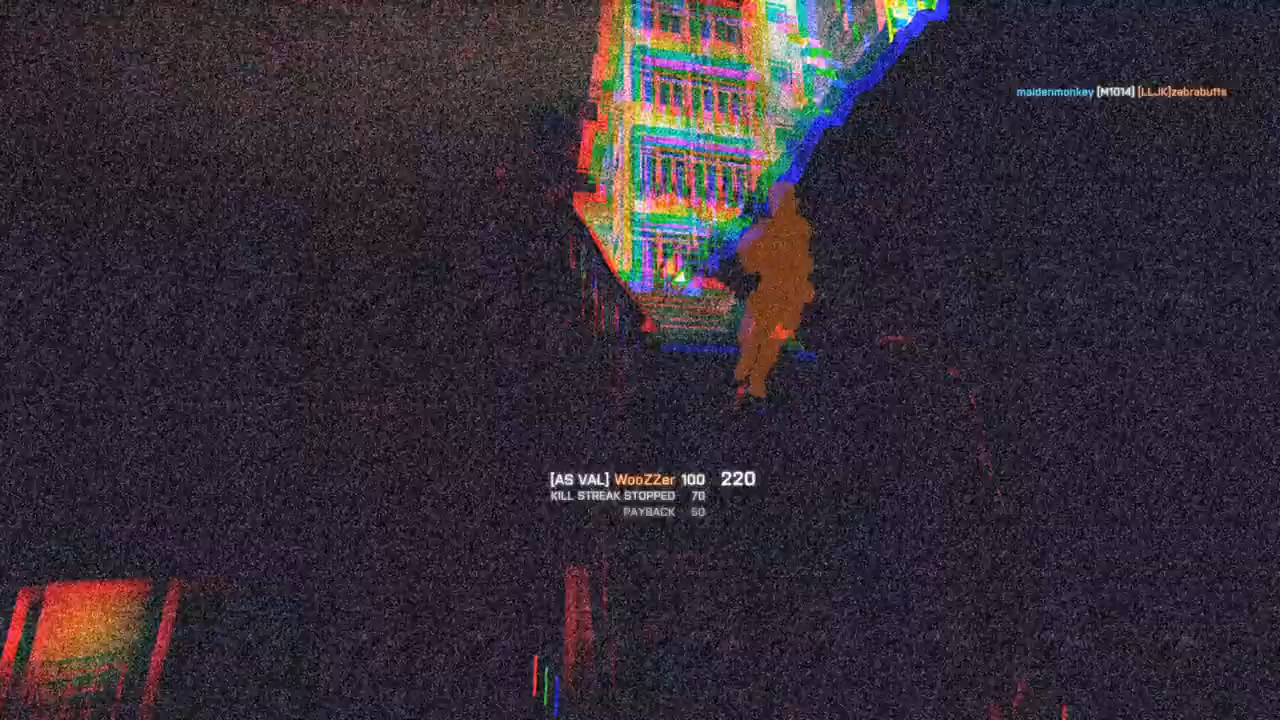 maidenmonkey [M1014] [LLJK]zebrabutts
[AS VAL] WooZZer 100 220
KILL STREAK STOPPED 70
PAYBACK 50